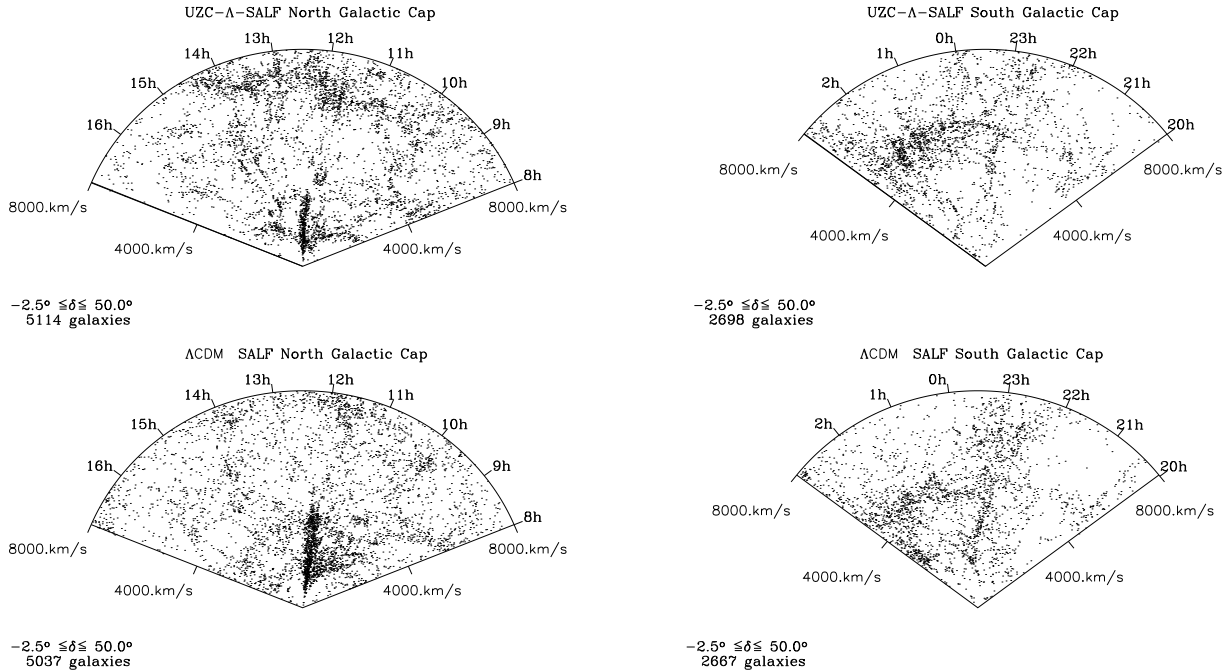 UZC-Λ-SALF North Galactic Cap
13h 12h
14h 11h
15h 10h
16h 9h
8h
8000.km/s 8000.km/s
4000.km/s 4000.km/s
-2.5° ≦δ≦ 50.0°
5114 galaxies
UZC-Λ-SALF South Galactic Cap
0h 23h
1h 22h
2h 21h
20h
8000.km/s 8000.km/s
4000.km/s 4000.km/s
-2.5° ≦δ≦ 50.0°
2698 galaxies
ΛCDM SALF North Galactic Cap
13h 12h
14h 11h
15h 10h
16h 9h
8h
8000.km/s 8000.km/s
4000.km/s 4000.km/s
-2.5° ≦δ≦ 50.0°
5037 galaxies
ΛCDM SALF South Galactic Cap
0h 23h
1h 22h
2h 21h
20h
8000.km/s 8000.km/s
4000.km/s 4000.km/s
-2.5° ≦δ≦ 50.0°
2667 galaxies